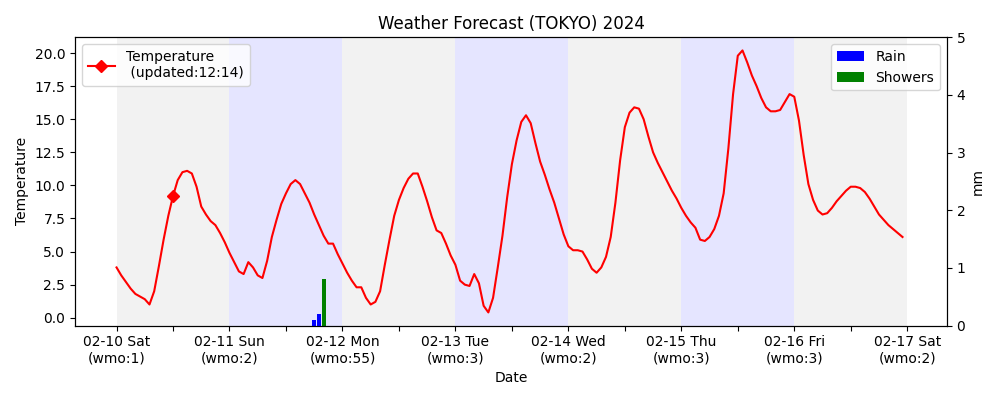 Weather Forecast (TOKYO) 2024
Temperature
(updated:12:14)
Rain
Showers
Temperature
20.0
17.5
15.0
12.5
10.0
7.5
5.0
2.5
0.0
mm
5
4
3
2
1
0
02-10 Sat
(wmo:1)
02-11 Sun
(wmo:2)
02-12 Mon
(wmo:55)
02-13 Tue
(wmo:3)
02-14 Wed
(wmo:2)
02-15 Thu
(wmo:3)
02-16 Fri
(wmo:3)
02-17 Sat
(wmo:2)
Date